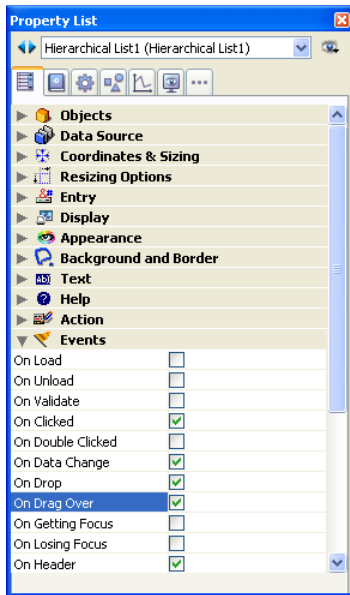 Property List
Hierarchical List1 (Hierarchical List1)
Objects
Data Source
Coordinates & Sizing
Resizing Options
Entry
Display
Appearance
Background and Border
Text
Help
Action
Events
On Load
On Unload
On Validate
On Clicked
On Double Clicked
On Data Change
On Drop
On Drag Over
On Getting Focus
On Losing Focus
On Header